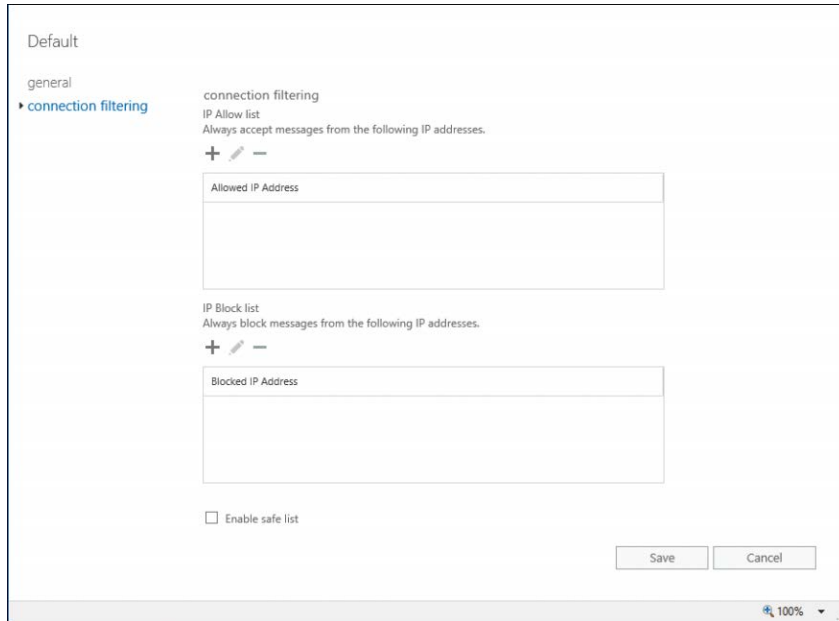 Default
general
connection filtering
connection filtering
IP Allow list
Always accept messages from the following IP addresses.
Allowed IP Address
IP Block list
Always block messages from the following IP addresses.
Blocked IP Address
Enable safe list
Save
Cancel
100%